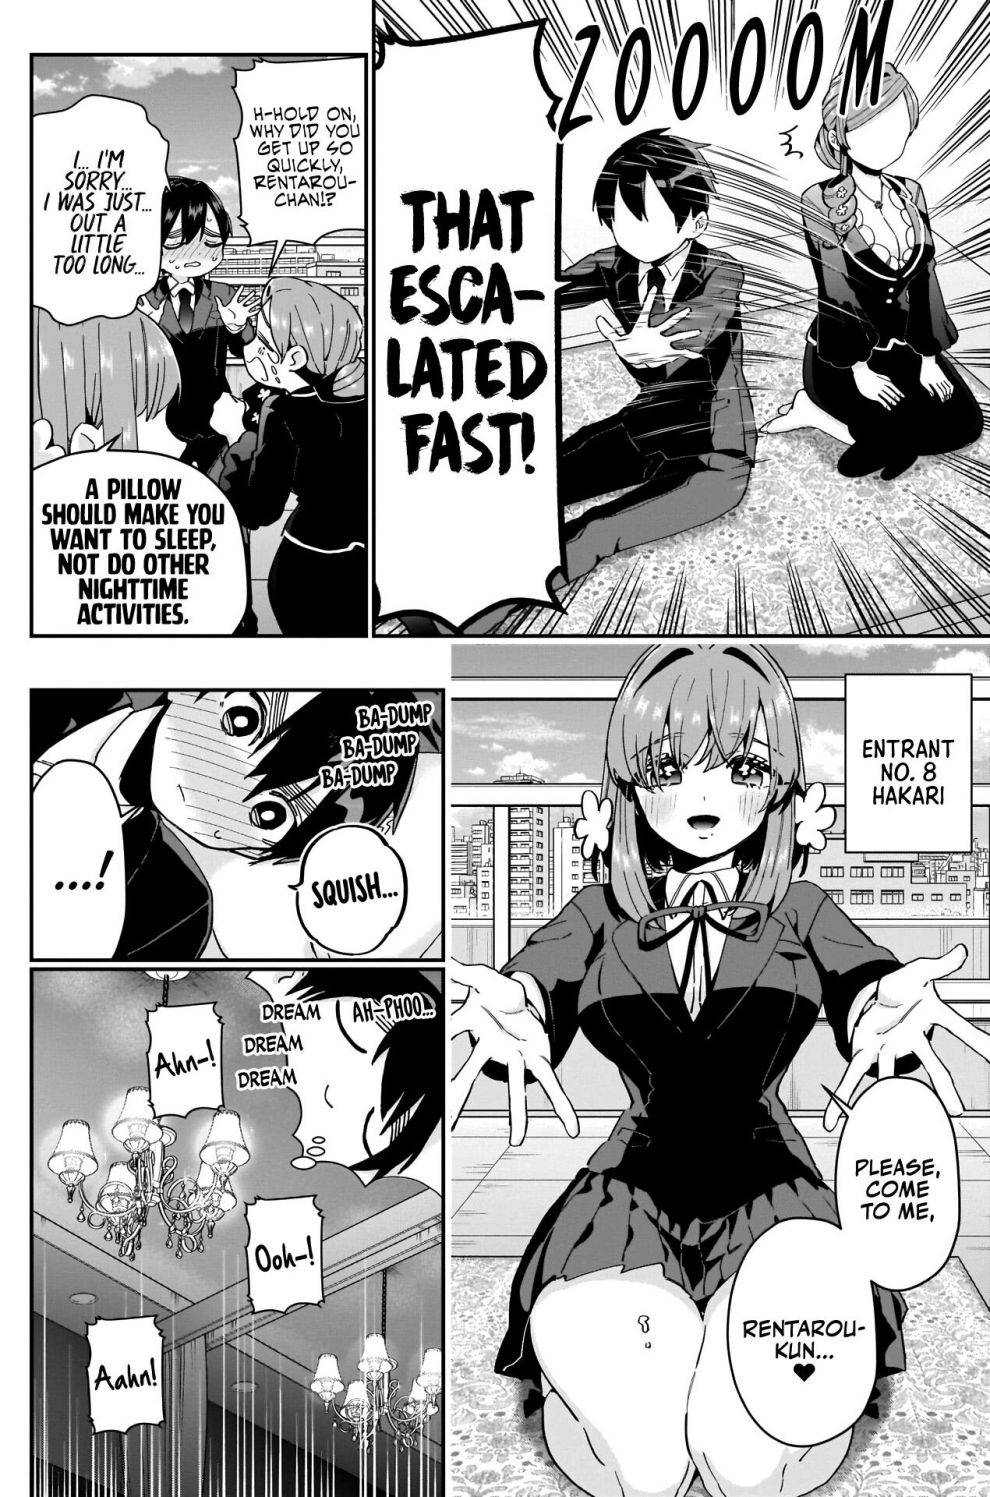 H-HOLD ON,
WHY DID YOU
GET UP SO
QUICKLY,
RENTAROU-
CHAN!?
I... I'M
SORRY...
I WAS JUST...
OUT A
LITTLE
TOO LONG...
A PILLOW
SHOULD MAKE YOU
WANT TO SLEEP,
NOT DO OTHER
NIGHTTIME
ACTIVITIES.
ZOOOOM
THAT
ESCA-
LATED
FAST!
ENTRANT
NO. 8
HAKARI
PLEASE,
COME
TO ME,
RENTAROU-
KUN...
♥
BA-DUMP
BA-DUMP
BA-DUMP
SQUISH...
....!
AH-PHOO...
DREAM
DREAM
DREAM
Ahn-!
Ooh-!
Aahn!